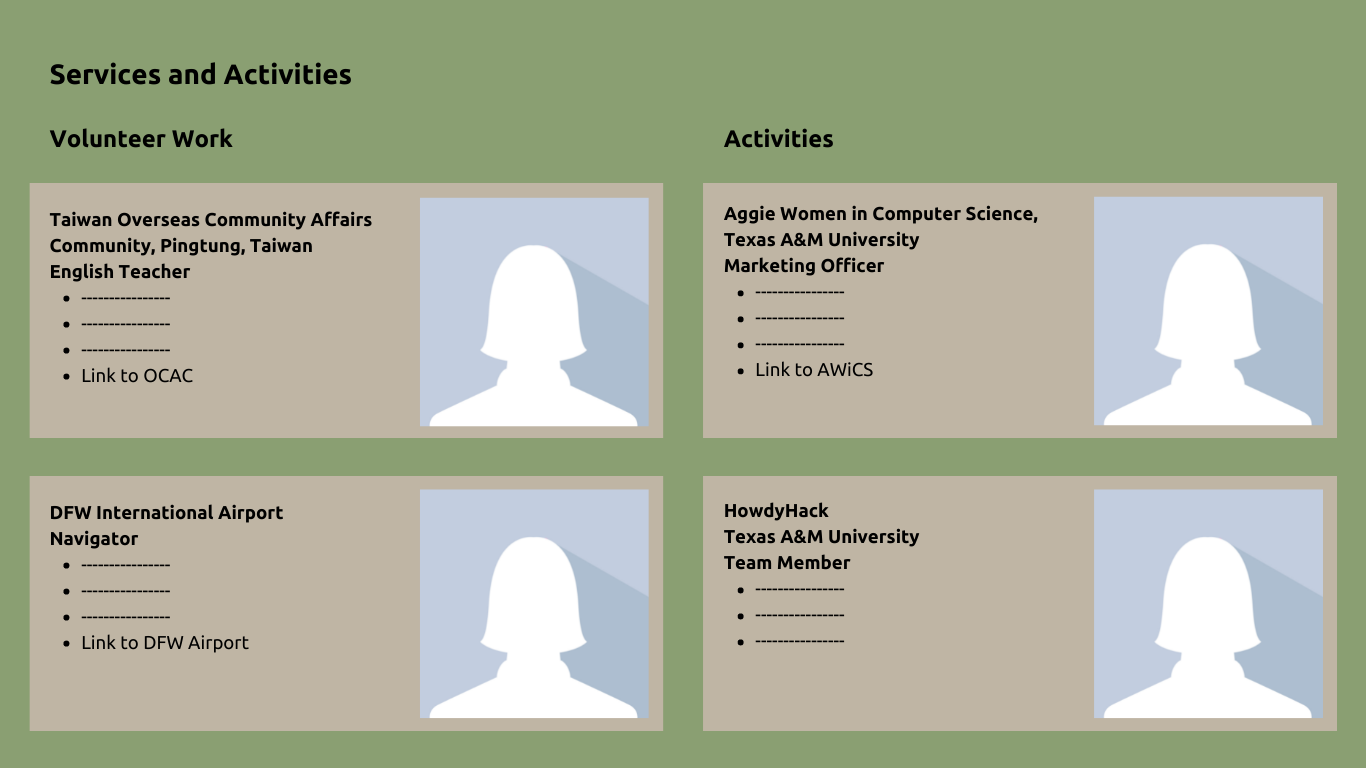 Services and Activities
Volunteer Work
Taiwan Overseas Community Affairs
Community, Pingtung, Taiwan
English Teacher
• ----------------
• ----------------
• ----------------
• Link to OCAC
DFW International Airport
Navigator
• ----------------
• ----------------
• ----------------
• Link to DFW Airport
Activities
Aggie Women in Computer Science,
Texas A&M University
Marketing Officer
• ----------------
• ----------------
• ----------------
• Link to AWiCS
HowdyHack
Texas A&M University
Team Member
• ----------------
• ----------------
• ----------------